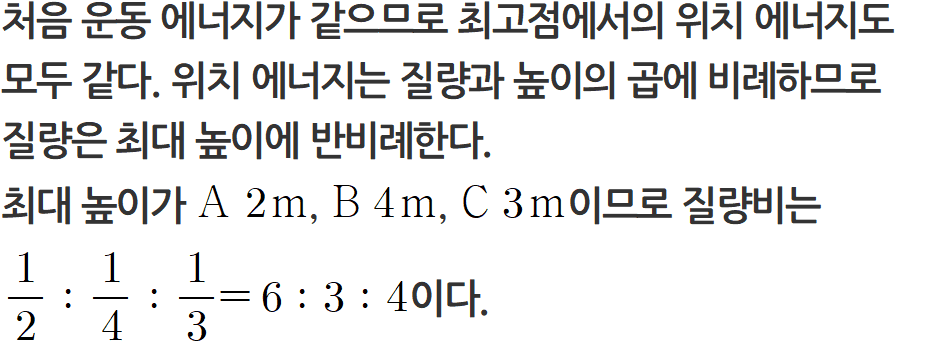 처음 운동 에너지가 같으므로 최고점에서의 위치 에너지도
모두 같다. 위치 에너지는 질량과 높이의 곱에 비례하므로
질량은 최대 높이에 반비례한다.
최대 높이가 A 2m, B 4m, C 3m이므로 질량비는
1/2 : 1/4 : 1/3 = 6 : 3 : 4이다.